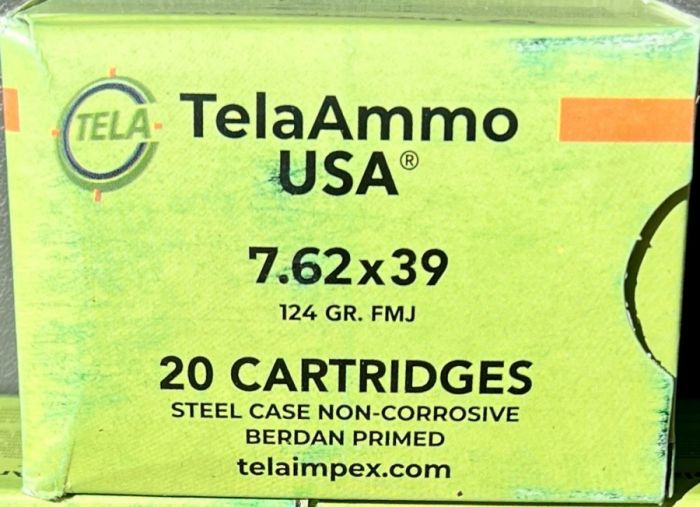 TELA
TelaAmmo
USA®
7.62x39
124 GR. FMJ
20 CARTRIDGES
STEEL CASE NON-CORROSIVE
BERDAN PRIMED
telaimpex.com